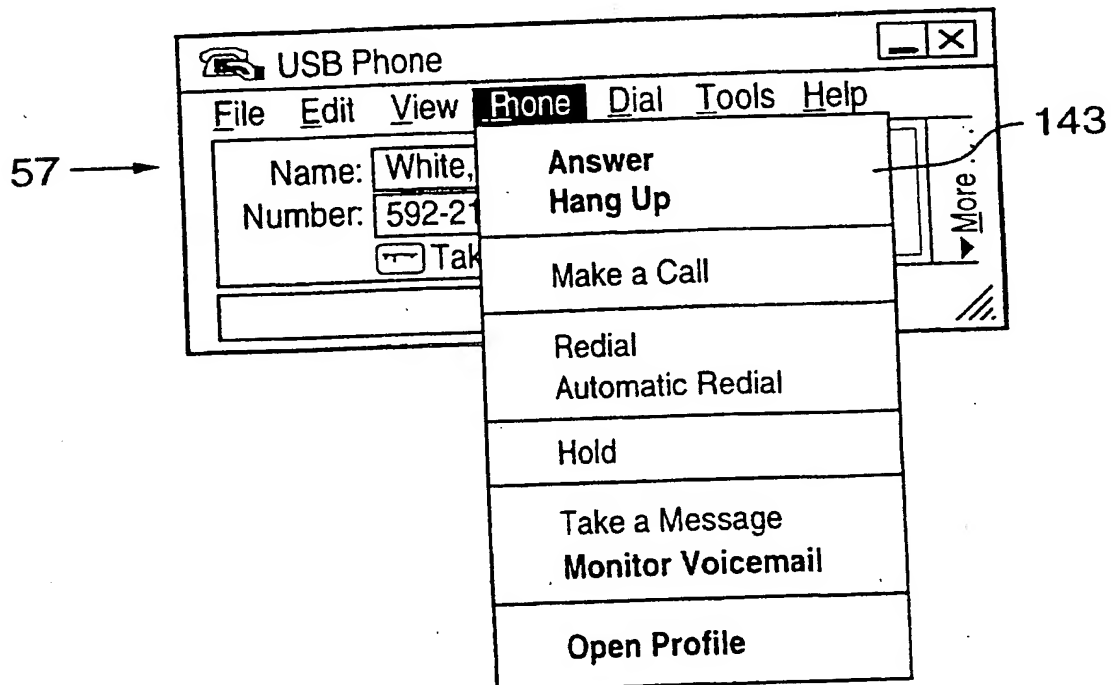 USB Phone
File Edit View Phone Dial Tools Help
143
57
Name: White,
Number: 592-21
Tak
More...
Answer
Hang Up
Make a Call
Redial
Automatic Redial
Hold
Take a Message
Monitor Voicemail
Open Profile